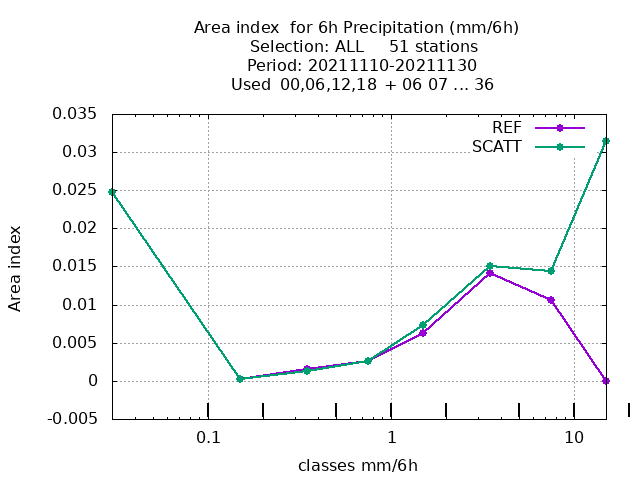 Area index  for 6h Precipitation (mm/6h)
Selection: ALL     51 stations
Period: 20211110-20211130
Used  00,06,12,18  + 06 07 ... 36
REF
SCATT
0.035
0.03
0.025
0.02
0.015
0.01
0.005
0
-0.005
Area index
0.1
1
10
classes mm/6h